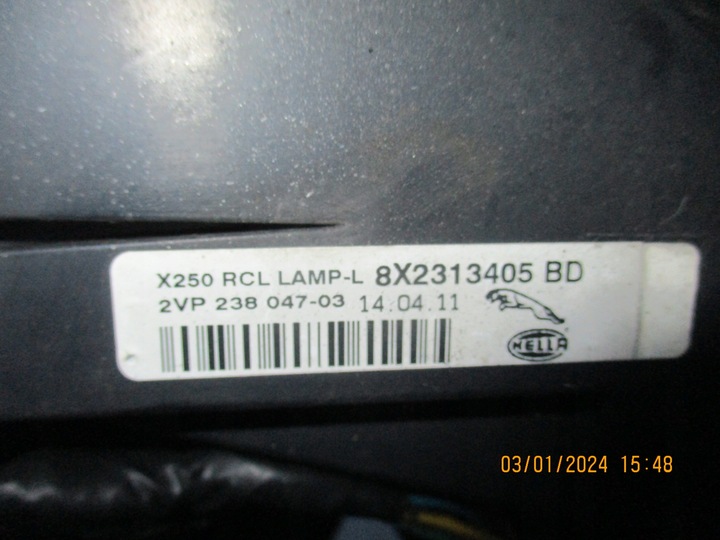 X250 RCL LAMP-L 8X2313405 BD
2VP 238 047-03 14.04.11
HELLA
03/01/2024 15:48